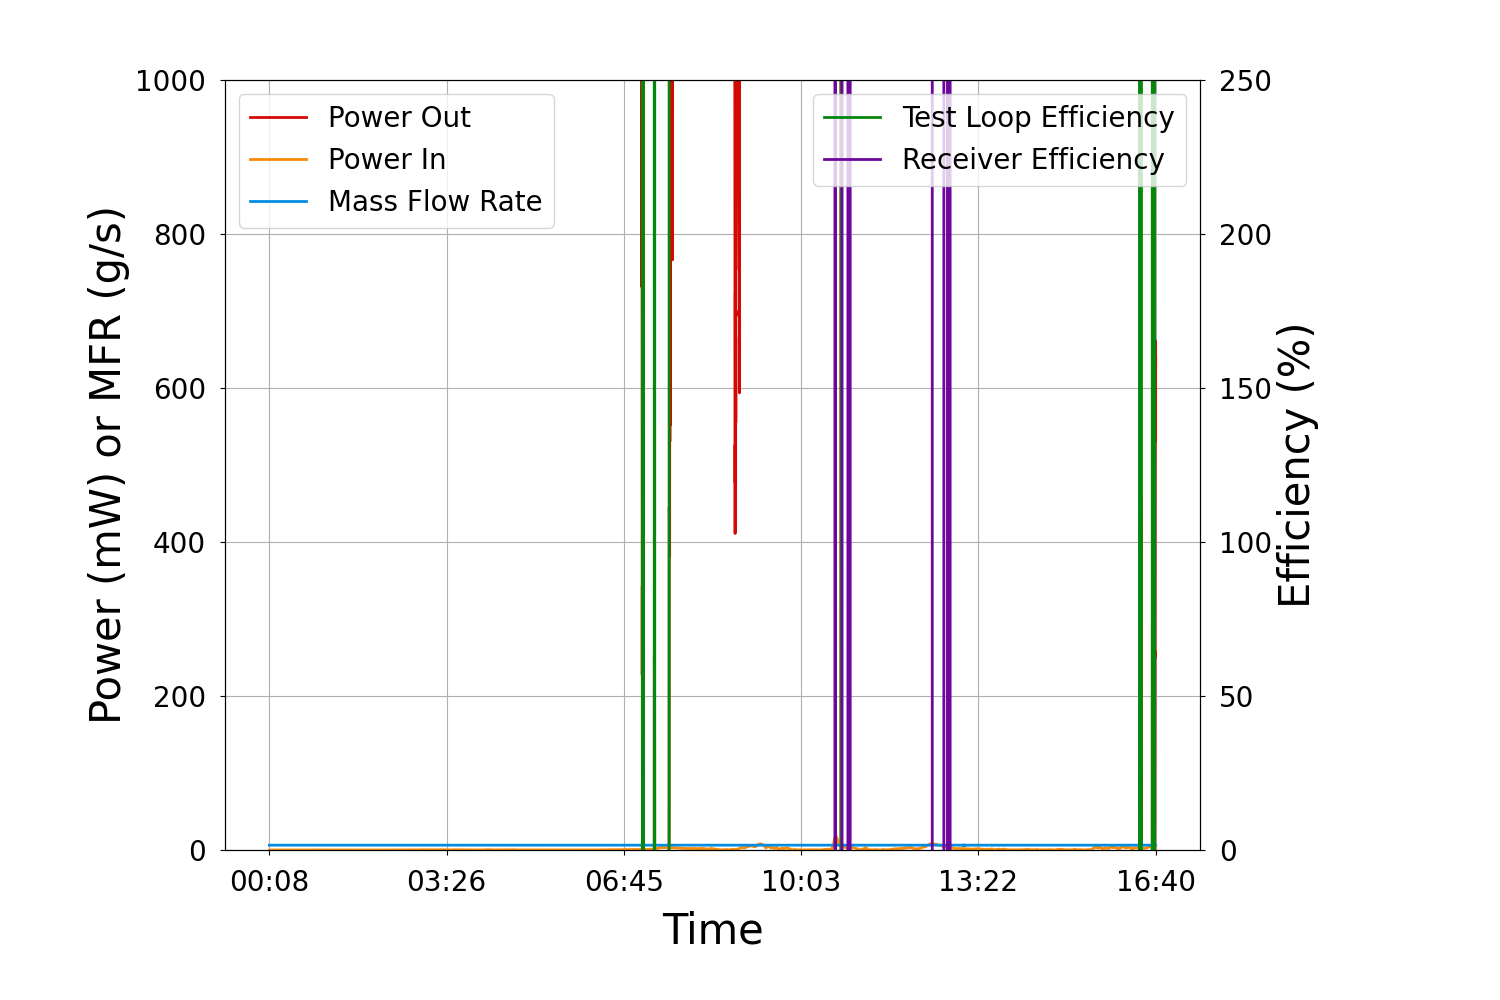 1000
800
600
400
200
0
Power (mW) or MFR (g/s)
Power Out
Power In
Mass Flow Rate
Test Loop Efficiency
Receiver Efficiency
250
200
150
100
50
0
Efficiency (%)
00:08 03:26 06:45 10:03 13:22 16:40
Time